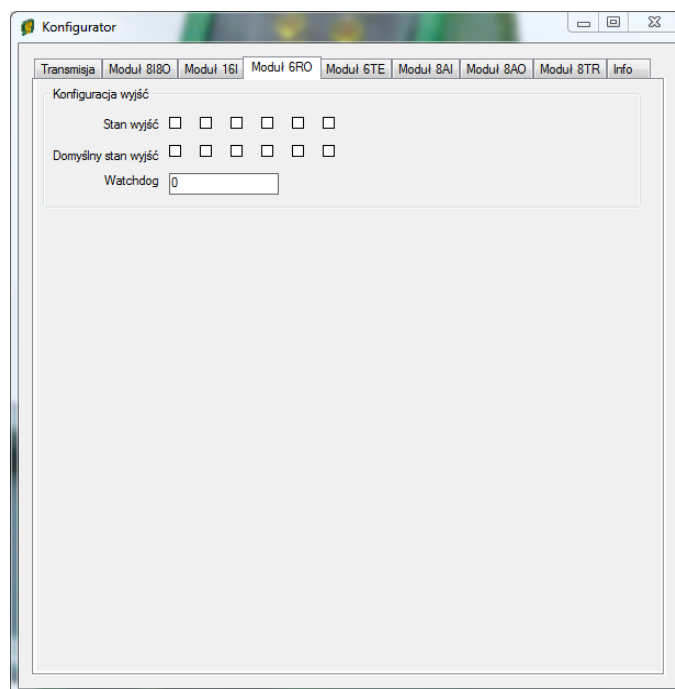 Konfigurator
Transmisja Moduł 8I8O Moduł 16I Moduł 6RO Moduł 6TE Moduł 8AI Moduł 8AO Moduł 8TR Info
Konfiguracja wyjść
Stan wyjść
Domyślny stan wyjść
Watchdog 0